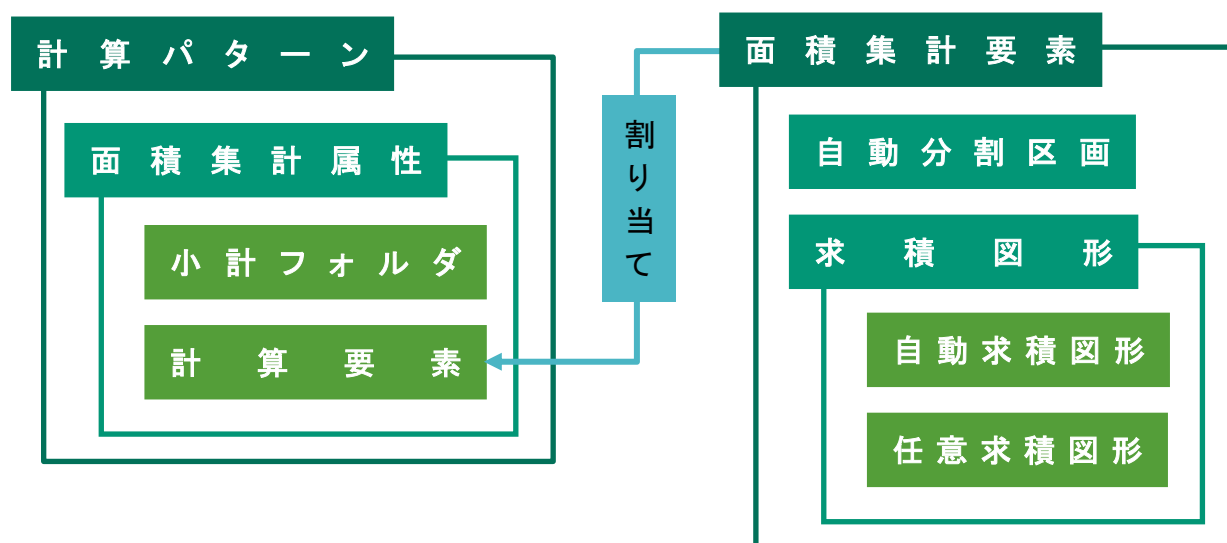 計算パターン
面積集計属性
小計フォルダ
計算要素
割り当て
面積集計要素
自動分割区画
求積図形
自動求積図形
任意求積図形